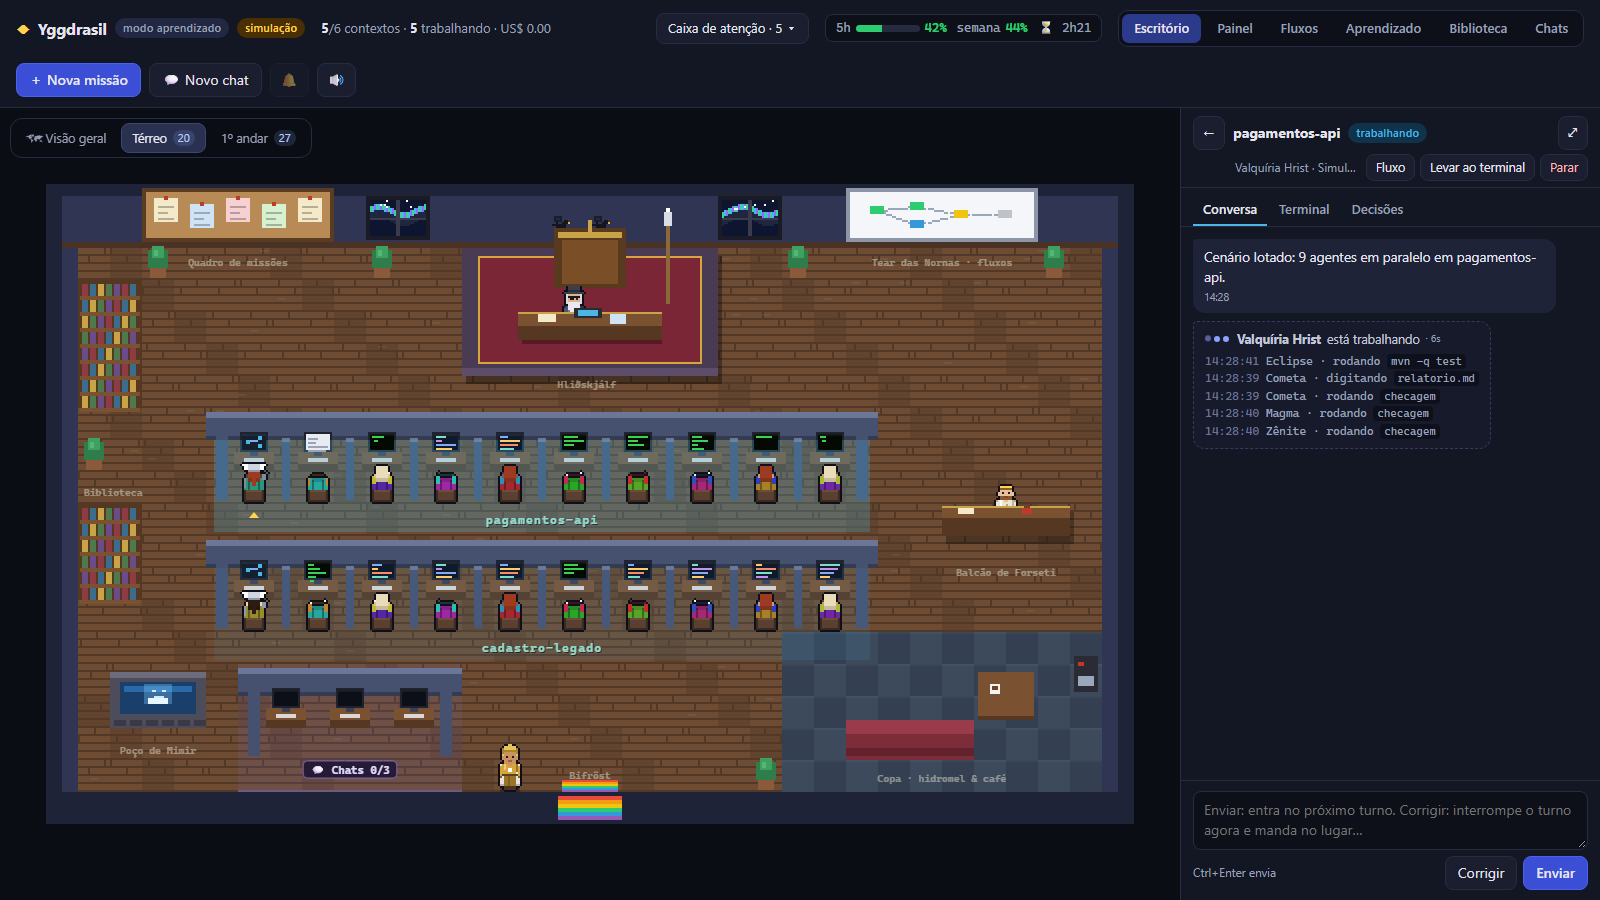 Yggdrasil
modo aprendizado
simulação
5/6 contextos · 5 trabalhando · US$ 0.00
Caixa de atenção · 5
5h 42% semana 44% 2h21
Escritório
Painel
Fluxos
Aprendizado
Biblioteca
Chats
+ Nova missão
Novo chat
Visão geral
Térreo 20
1º andar 27
Quadro de missões
Tear das Nornas · fluxos
Hliðskjálf
Biblioteca
pagamentos-api
Balcão de Forseti
cadastro-legado
Poço de Mimir
Chats 0/3
Bifröst
Copa · hidromel & café
← pagamentos-api trabalhando
Valquíria Hrist · Simul...
Fluxo
Levar ao terminal
Parar
Conversa
Terminal
Decisões
Cenário lotado: 9 agentes em paralelo em pagamentos-
api.
14:28
Valquíria Hrist está trabalhando · 6s
14:28:41 Eclipse · rodando mvn -q test
14:28:39 Cometa · digitando relatorio.md
14:28:39 Cometa · rodando checagem
14:28:40 Magma · rodando checagem
14:28:40 Zênite · rodando checagem
Enviar: entra no próximo turno. Corrigir: interrompe o turno
agora e manda no lugar...
Ctrl+Enter envia
Corrigir
Enviar